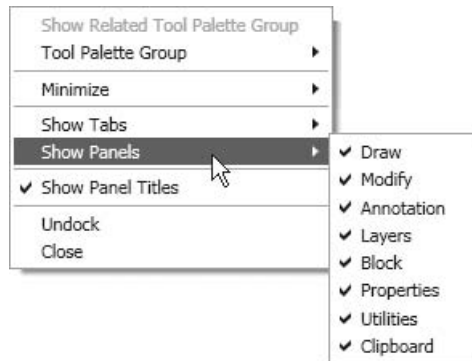 Show Related Tool Palette Group
Tool Palette Group
Minimize
Show Tabs
Show Panels
Show Panel Titles
Undock
Close
Draw
Modify
Annotation
Layers
Block
Properties
Utilities
Clipboard